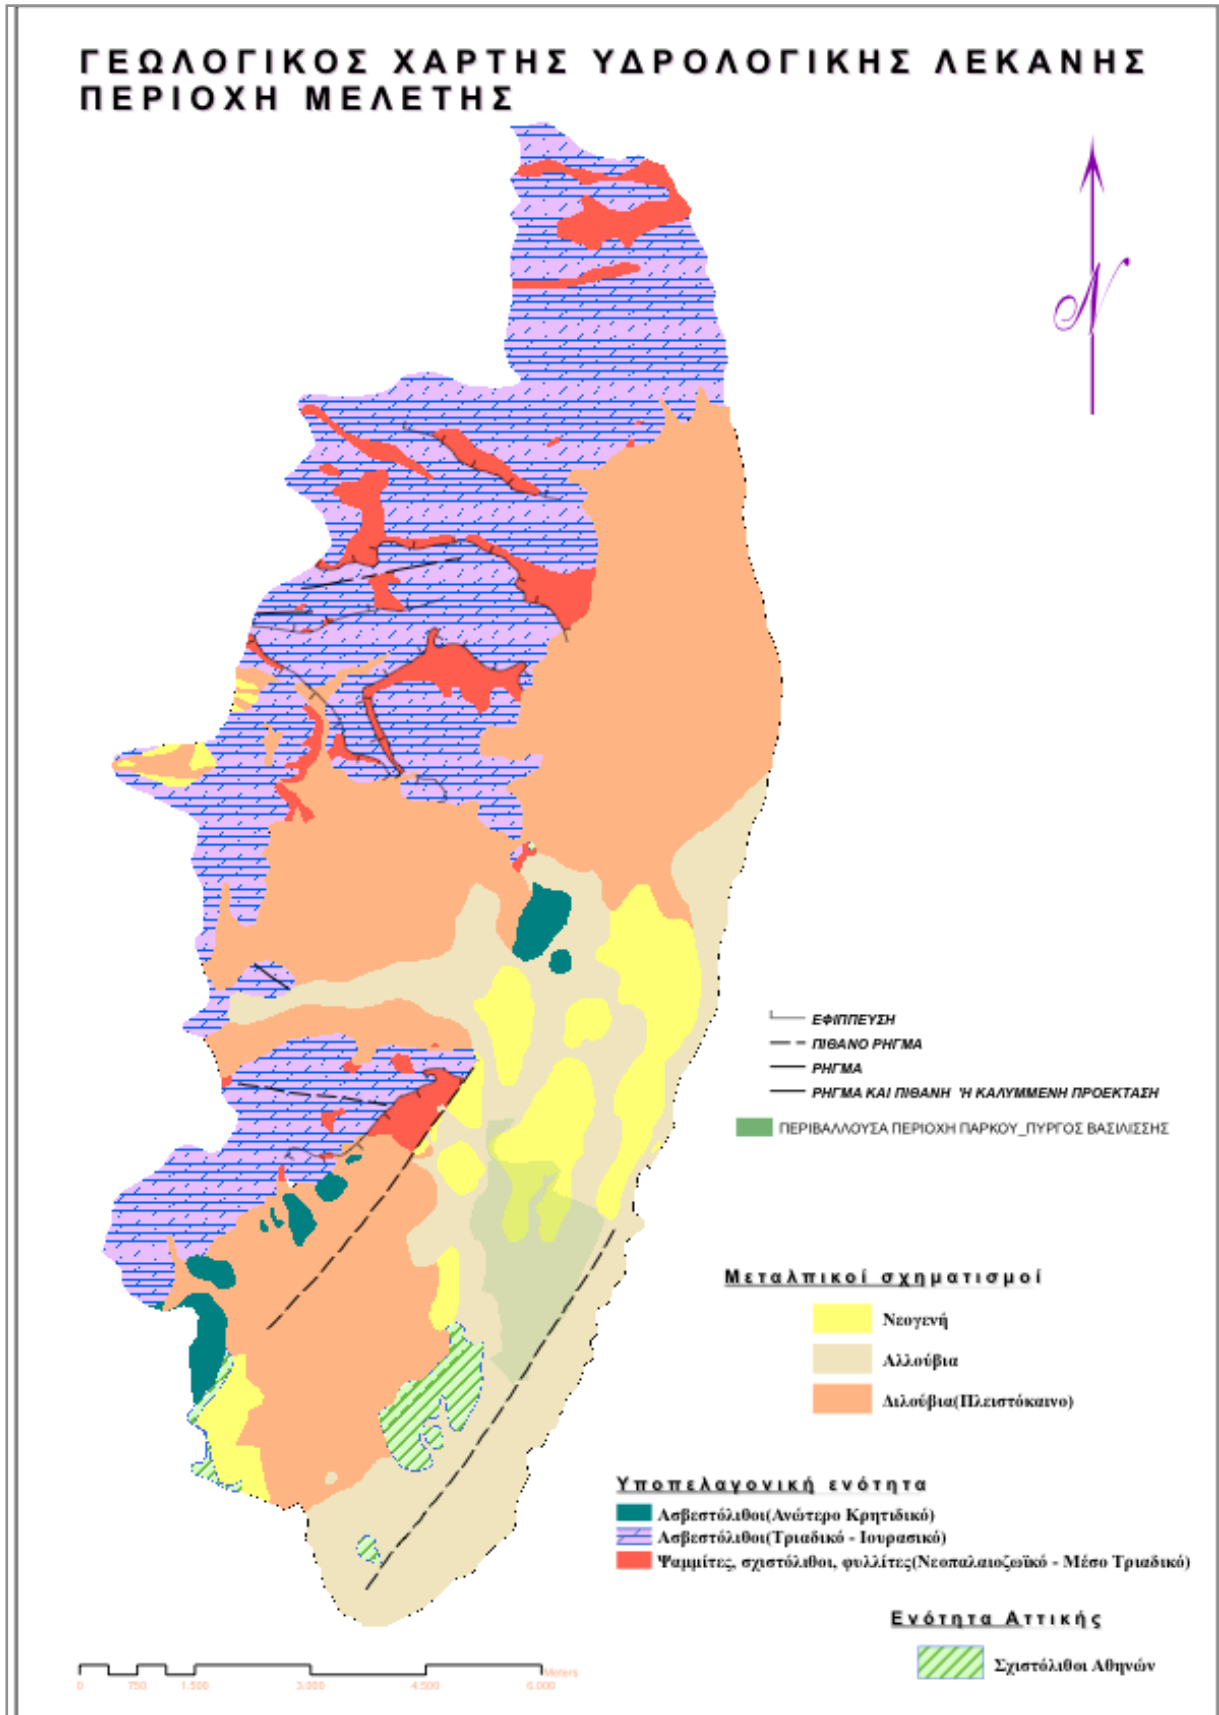 ΓΕΩΛΟΓΙΚΟΣ ΧΑΡΤΗΣ ΥΔΡΟΛΟΓΙΚΗΣ ΛΕΚΑΝΗΣ
ΠΕΡΙΟΧΗ ΜΕΛΕΤΗΣ
N
ΕΦΙΠΠΕΥΣΗ
ΠΙΘΑΝΟ ΡΗΓΜΑ
ΡΗΓΜΑ
ΡΗΓΜΑ ΚΑΙ ΠΙΘΑΝΗ 'Η ΚΑΛΥΜΜΕΝΗ ΠΡΟΕΚΤΑΣΗ
ΠΕΡΙΒΑΛΛΟΥΣΑ ΠΕΡΙΟΧΗ ΠΑΡΚΟΥ_ΠΥΡΓΟΣ ΒΑΣΙΛΙΣΣΗΣ
Μεταλπικοί σχηματισμοί
Νεογενή
Αλλούβια
Διλούβια(Πλειστόκαινο)
Υποπελαγονική ενότητα
Ασβεστόλιθοι(Ανώτερο Κρητιδικό)
Ασβεστόλιθοι(Τριαδικό - Ιουρασικό)
Ψαμμίτες, σχιστόλιθοι, φυλλίτες(Νεοπαλαιοζωϊκό - Μέσο Τριαδικό)
Ενότητα Αττικής
Σχιστόλιθοι Αθηνών
Meters
0 750 1.500 3.000 4.500 6.000